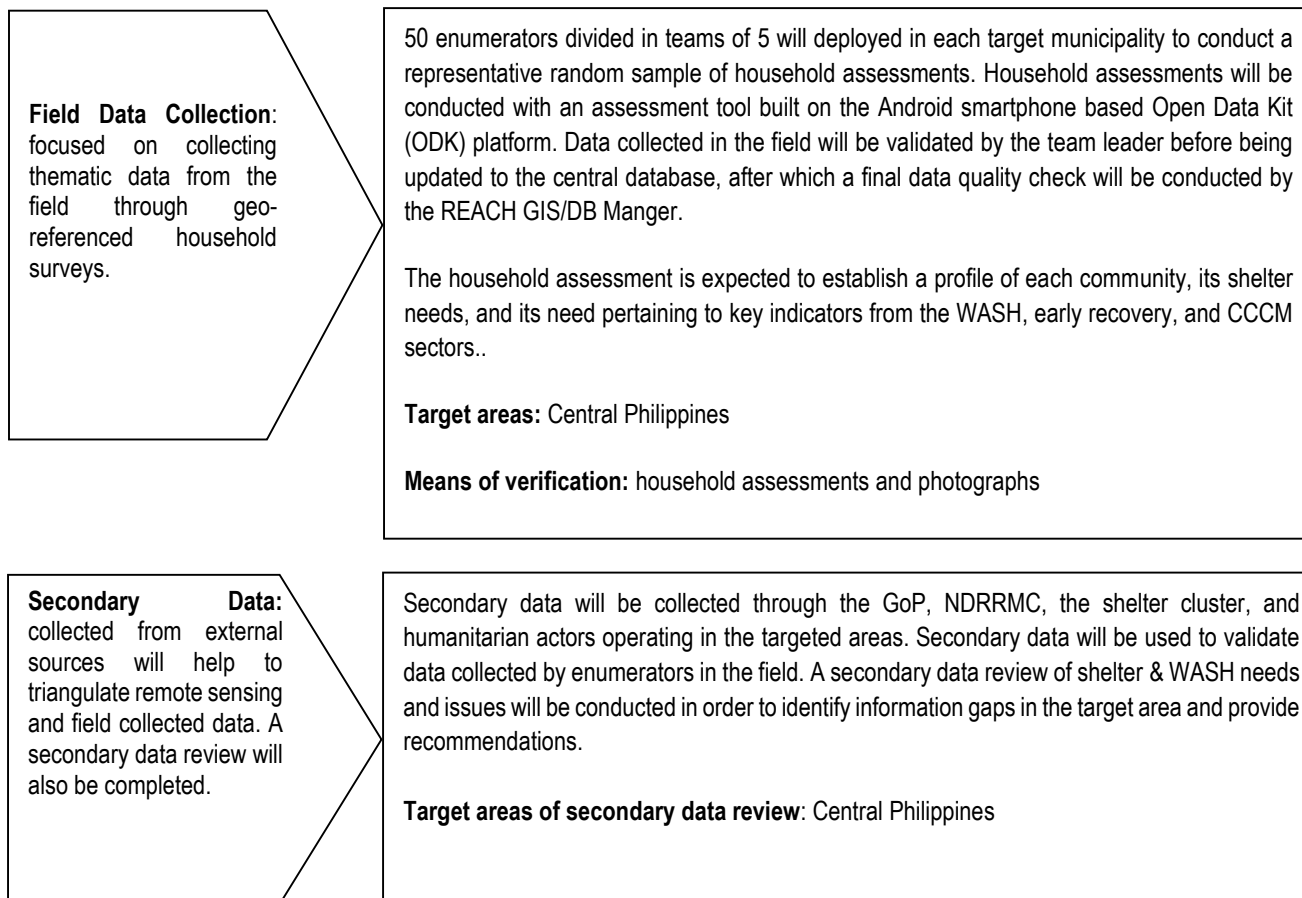 Field Data Collection:
focused on collecting
thematic data from the
field through geo-
referenced household
surveys.
50 enumerators divided in teams of 5 will deployed in each target municipality to conduct a
representative random sample of household assessments. Household assessments will be
conducted with an assessment tool built on the Android smartphone based Open Data Kit
(ODK) platform. Data collected in the field will be validated by the team leader before being
updated to the central database, after which a final data quality check will be conducted by
the REACH GIS/DB Manger.
The household assessment is expected to establish a profile of each community, its shelter
needs, and its need pertaining to key indicators from the WASH, early recovery, and CCCM
sectors..
Target areas: Central Philippines
Means of verification: household assessments and photographs
Secondary Data:
collected from external
sources will help to
triangulate remote sensing
and field collected data. A
secondary data review will
also be completed.
Secondary data will be collected through the GoP, NDRRMC, the shelter cluster, and
humanitarian actors operating in the targeted areas. Secondary data will be used to validate
data collected by enumerators in the field. A secondary data review of shelter & WASH needs
and issues will be conducted in order to identify information gaps in the target area and provide
recommendations.
Target areas of secondary data review: Central Philippines